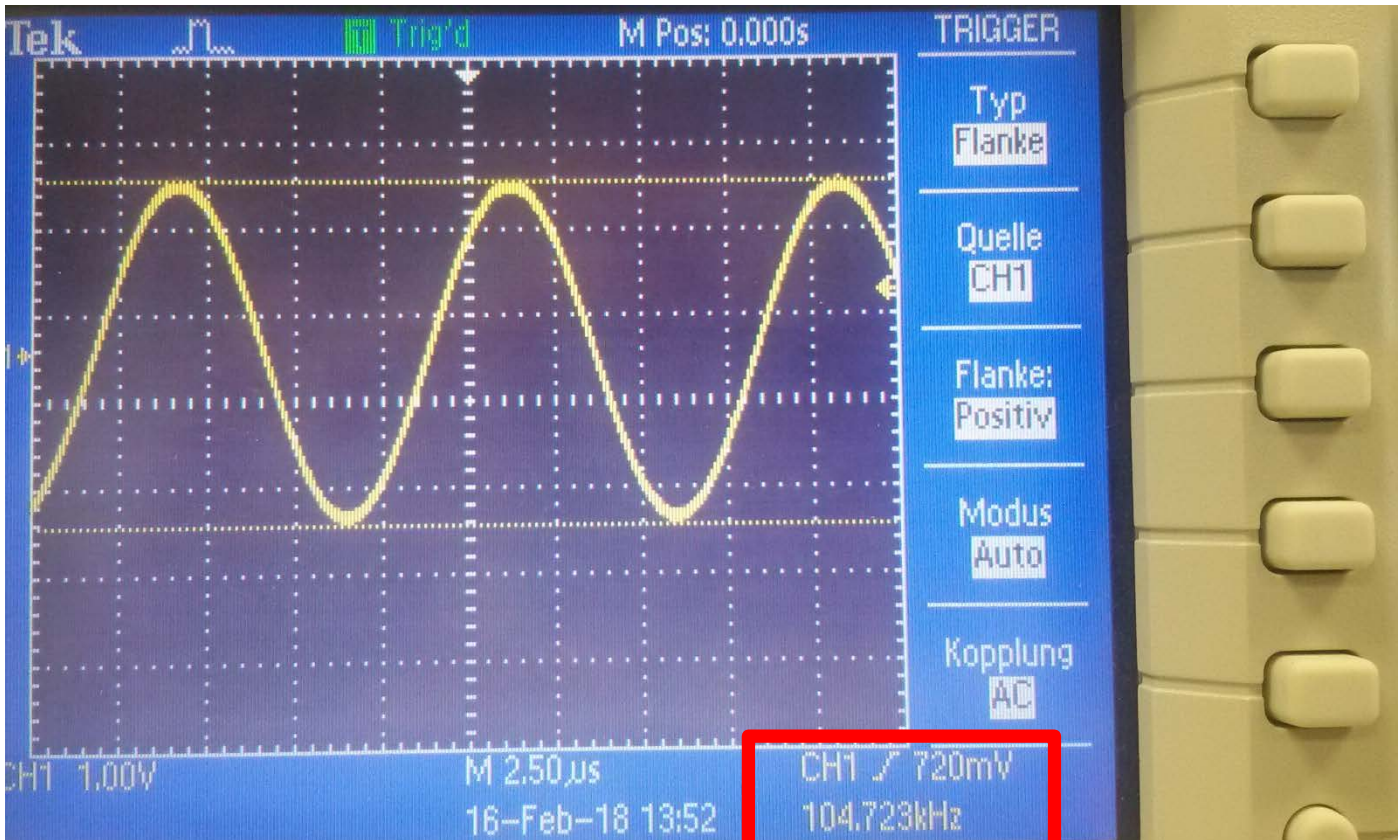 Tek Trig'd M Pos: 0.000s TRIGGER
Typ
Flanke
Quelle
CH1
1
Flanke:
Positiv
Modus
Auto
Kopplung
AC
CH1 1.00V M 2.50µs CH1 720mV
16-Feb-18 13:52 104.723kHz